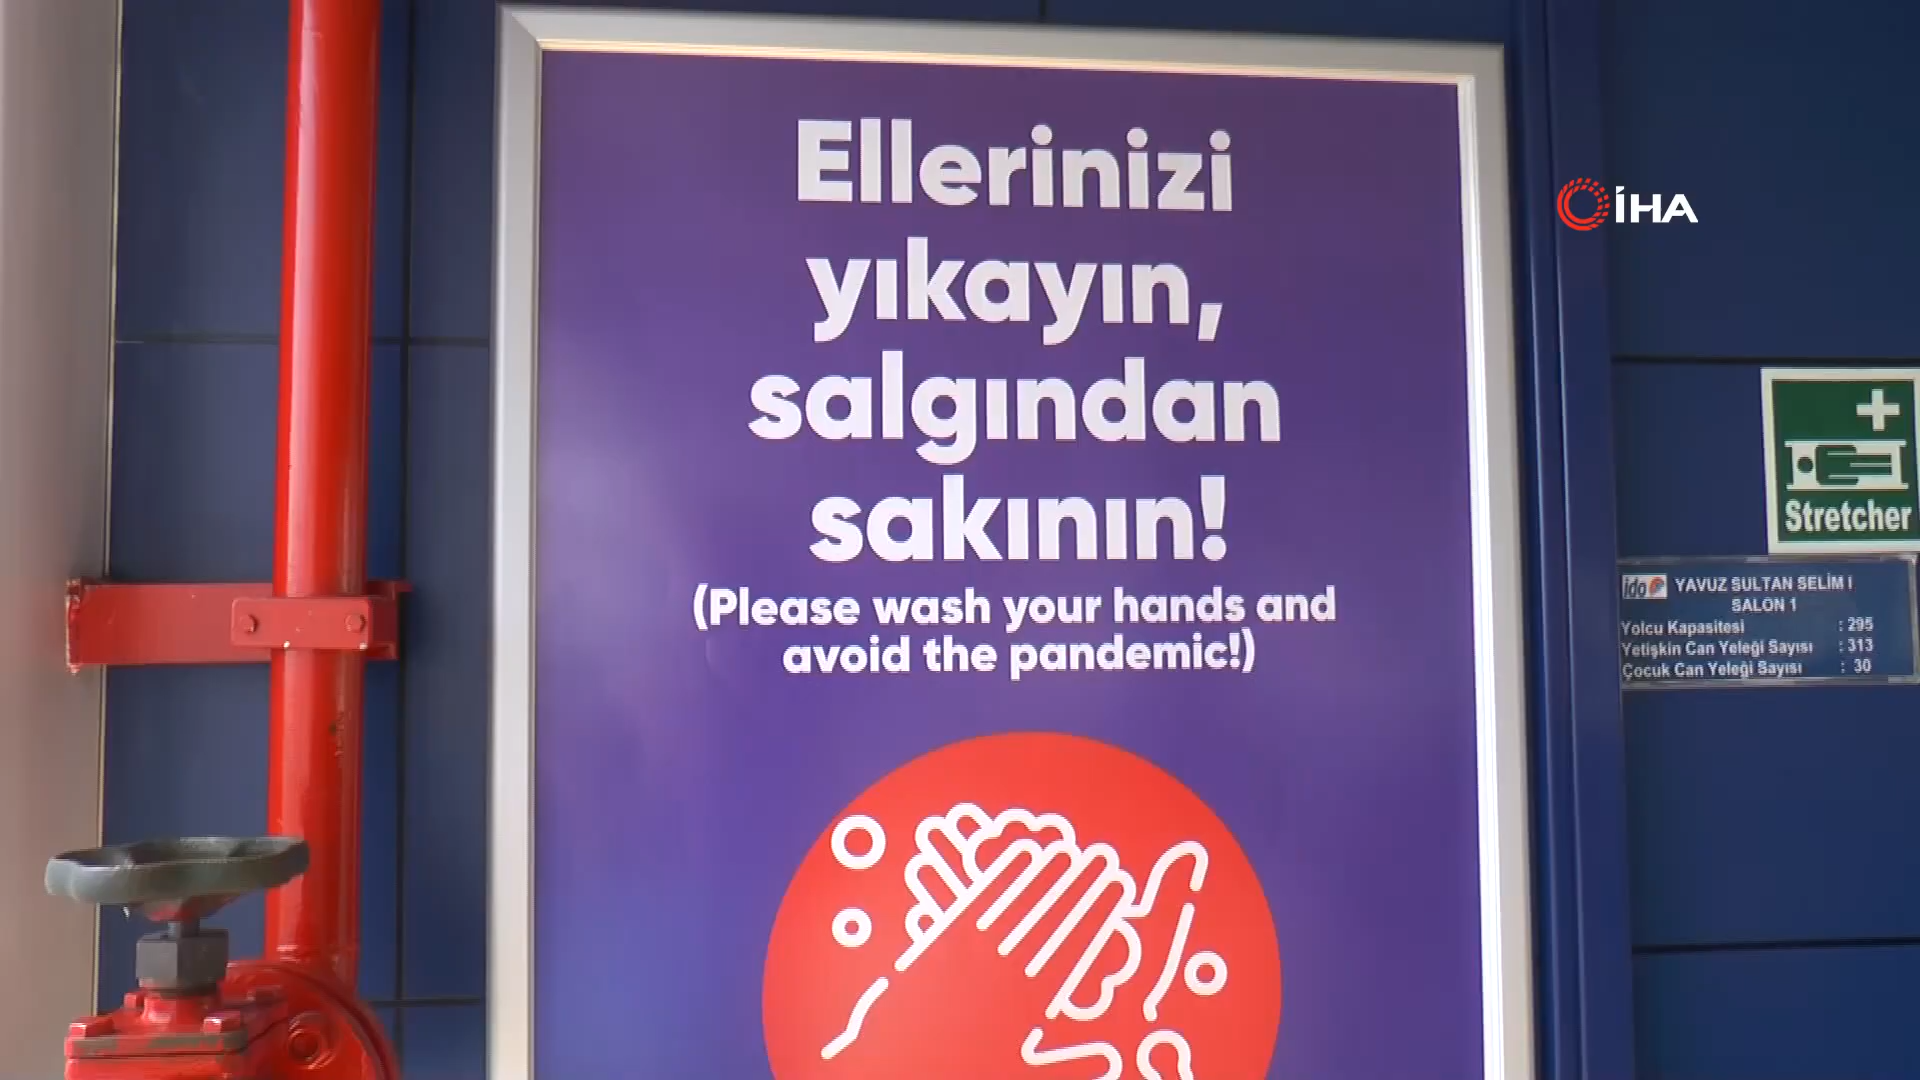 Ellerinizi
yıkayın,
salgından
sakının!
(Please wash your hands and
avoid the pandemic!)
İHA
Stretcher
ido YAVUZ SULTAN SELİM I
SALON 1
Yolcu Kapasitesi : 295
Yetişkin Can Yeleği Sayısı : 313
Çocuk Can Yeleği Sayısı : 30